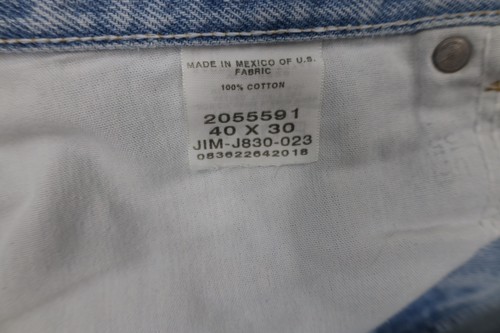 MADE IN MEXICO OF U.S.
FABRIC
100% COTTON
2055591
40 X 30
JIM-J830-023
083622642018